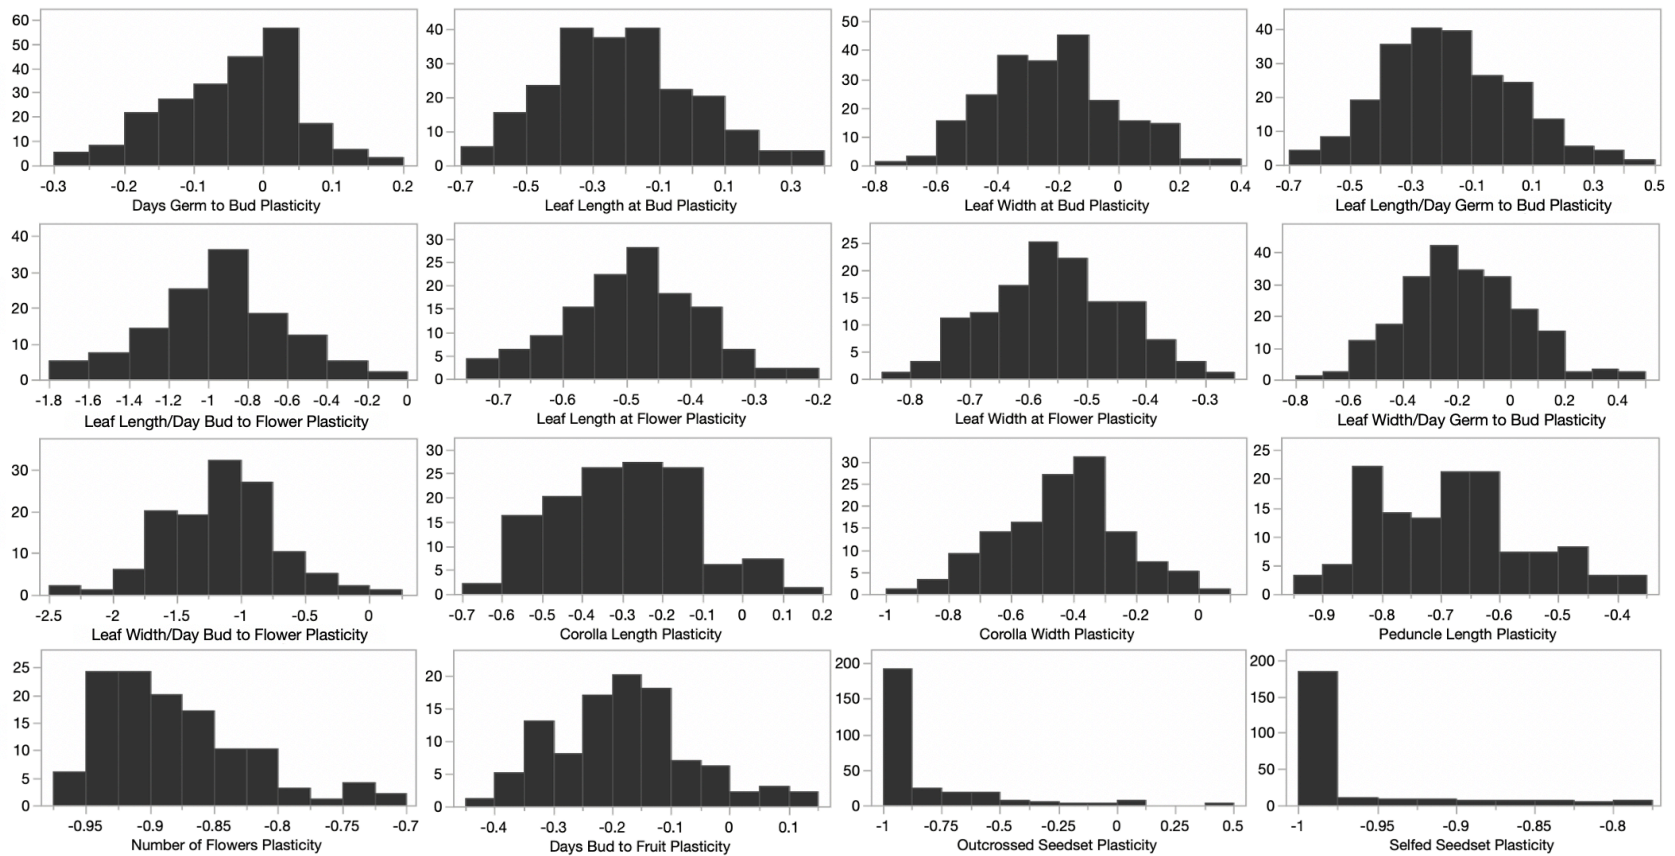 60
50
40
30
20
10
0
-0.3 -0.2 -0.1 0 0.1 0.2
Days Germ to Bud Plasticity
40
30
20
10
0
-0.7 -0.5 -0.3 -0.1 0.1 0.3
Leaf Length at Bud Plasticity
50
40
30
20
10
0
-0.8 -0.6 -0.4 -0.2 0 0.2 0.4
Leaf Width at Bud Plasticity
40
30
20
10
0
-0.7 -0.5 -0.3 -0.1 0.1 0.3 0.5
Leaf Length/Day Germ to Bud Plasticity
40
30
20
10
0
-1.8 -1.6 -1.4 -1.2 -1 -0.8 -0.6 -0.4 -0.2 0
Leaf Length/Day Bud to Flower Plasticity
30
25
20
15
10
5
0
-0.7 -0.6 -0.5 -0.4 -0.3 -0.2
Leaf Length at Flower Plasticity
25
20
15
10
5
0
-0.8 -0.7 -0.6 -0.5 -0.4 -0.3
Leaf Width at Flower Plasticity
40
30
20
10
0
-0.8 -0.6 -0.4 -0.2 0 0.2 0.4
Leaf Width/Day Germ to Bud Plasticity
30
20
10
0
-2.5 -2 -1.5 -1 -0.5 0
Leaf Width/Day Bud to Flower Plasticity
30
25
20
15
10
5
0
-0.7 -0.6 -0.5 -0.4 -0.3 -0.2 -0.1 0 0.1 0.2
Corolla Length Plasticity
30
25
20
15
10
5
0
-1 -0.8 -0.6 -0.4 -0.2 0
Corolla Width Plasticity
25
20
15
10
5
0
-0.9 -0.8 -0.7 -0.6 -0.5 -0.4
Peduncle Length Plasticity
25
20
15
10
5
0
-0.95 -0.9 -0.85 -0.8 -0.75 -0.7
Number of Flowers Plasticity
20
15
10
5
0
-0.4 -0.3 -0.2 -0.1 0 0.1
Days Bud to Fruit Plasticity
200
150
100
50
0
-1 -0.75 -0.5 -0.25 0 0.25 0.5
Outcrossed Seedset Plasticity
200
150
100
50
0
-1 -0.95 -0.9 -0.85 -0.8
Selfed Seedset Plasticity